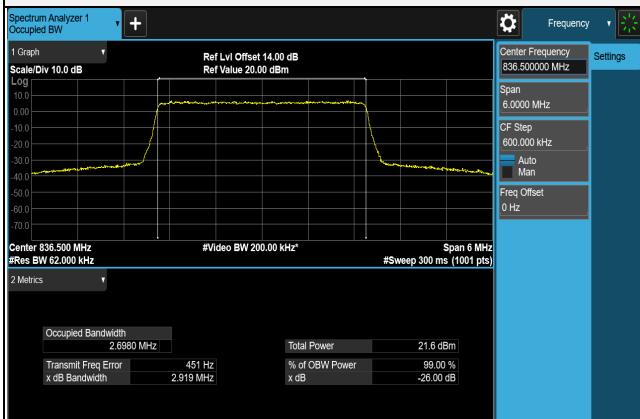 Spectrum Analyzer 1
Occupied BW
+
Frequency
1 Graph
Scale/Div 10.0 dB
Ref Lvl Offset 14.00 dB
Ref Value 20.00 dBm
Log
10.0
0.00
-10.0
-20.0
-30.0
-40.0
-50.0
-60.0
-70.0
Center 836.500 MHz
#Video BW 200.00 kHz*
Span 6 MHz
#Res BW 62.000 kHz
#Sweep 300 ms (1001 pts)
2 Metrics
Occupied Bandwidth
2.6980 MHz
Total Power 21.6 dBm
Transmit Freq Error 451 Hz
% of OBW Power 99.00 %
x dB Bandwidth 2.919 MHz
x dB -26.00 dB
Center Frequency
836.500000 MHz
Settings
Span
6.0000 MHz
CF Step
600.000 kHz
Auto
Man
Freq Offset
0 Hz